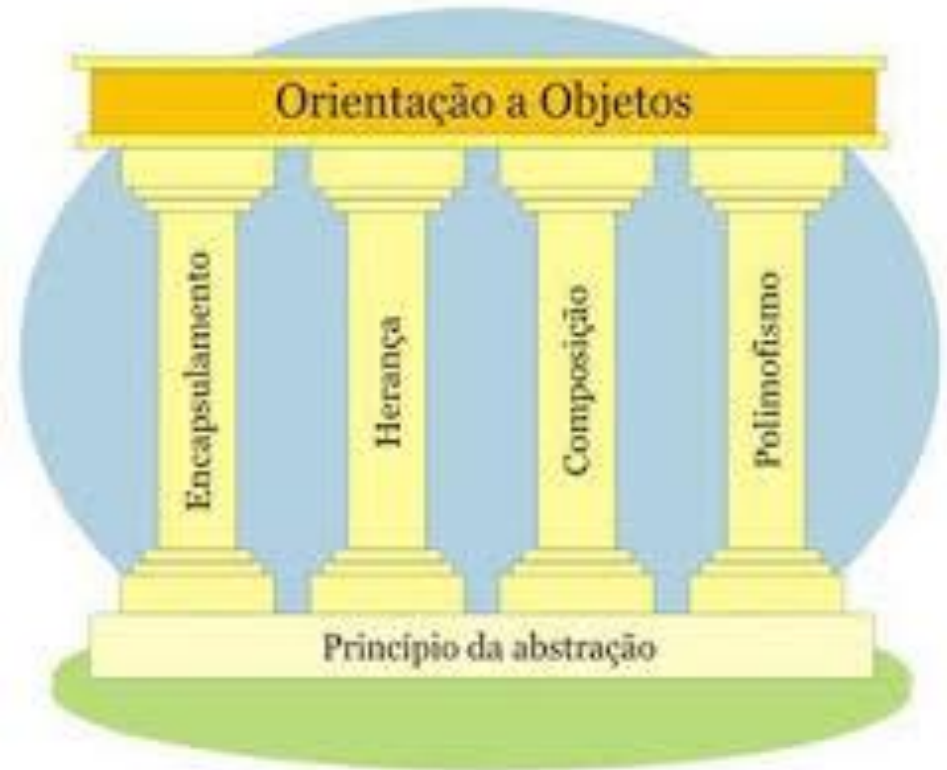 Orientação a Objetos
Encapsulamento
Herança
Composição
Polimofismo
Princípio da abstração